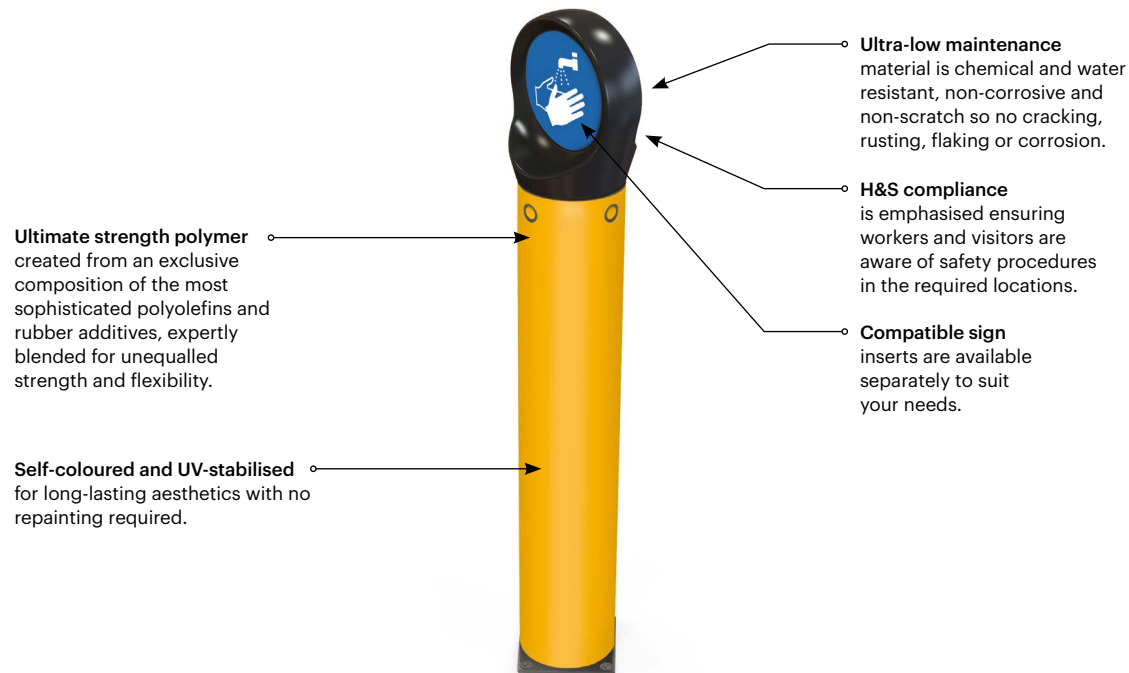 Ultra-low maintenance
material is chemical and water
resistant, non-corrosive and
non-scratch so no cracking,
rusting, flaking or corrosion.
H&S compliance
is emphasised ensuring
workers and visitors are
aware of safety procedures
in the required locations.
Compatible sign
inserts are available
separately to suit
your needs.
Ultimate strength polymer
created from an exclusive
composition of the most
sophisticated polyolefins and
rubber additives, expertly
blended for unequalled
strength and flexibility.
Self-coloured and UV-stabilised
for long-lasting aesthetics with no
repainting required.